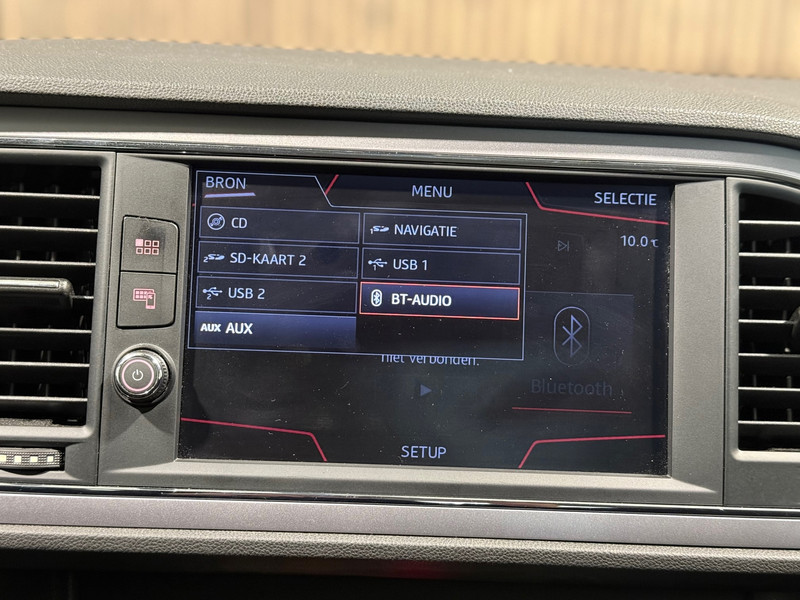 BRON
MENU
SELECTIE
CD
NAVIGATIE
10.0°C
SD-KAART 2
USB 1
USB 2
BT-AUDIO
AUX AUX
niet verbonden.
Bluetooth
SETUP